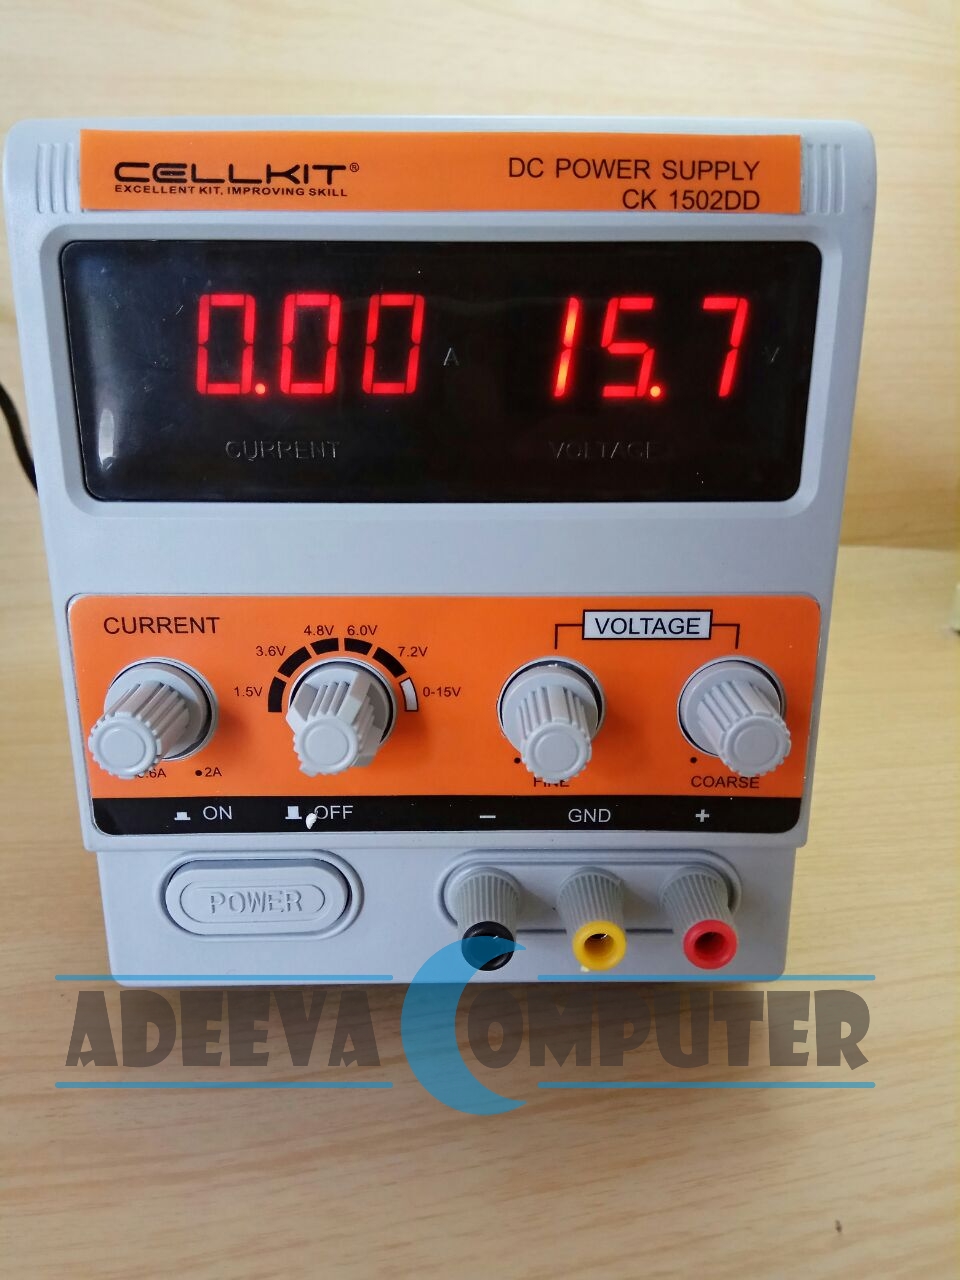 CELLKIT®
EXCELLENT KIT, IMPROVING SKILL
DC POWER SUPPLY
CK 1502DD
0.00 A 15.7 V
CURRENT VOLTAGE
CURRENT
1.5V 3.6V 4.8V 6.0V 7.2V 0-15V
VOLTAGE
0.6A 2A
FINE COARSE
ON OFF
− GND +
POWER
ADEEVA COMPUTER